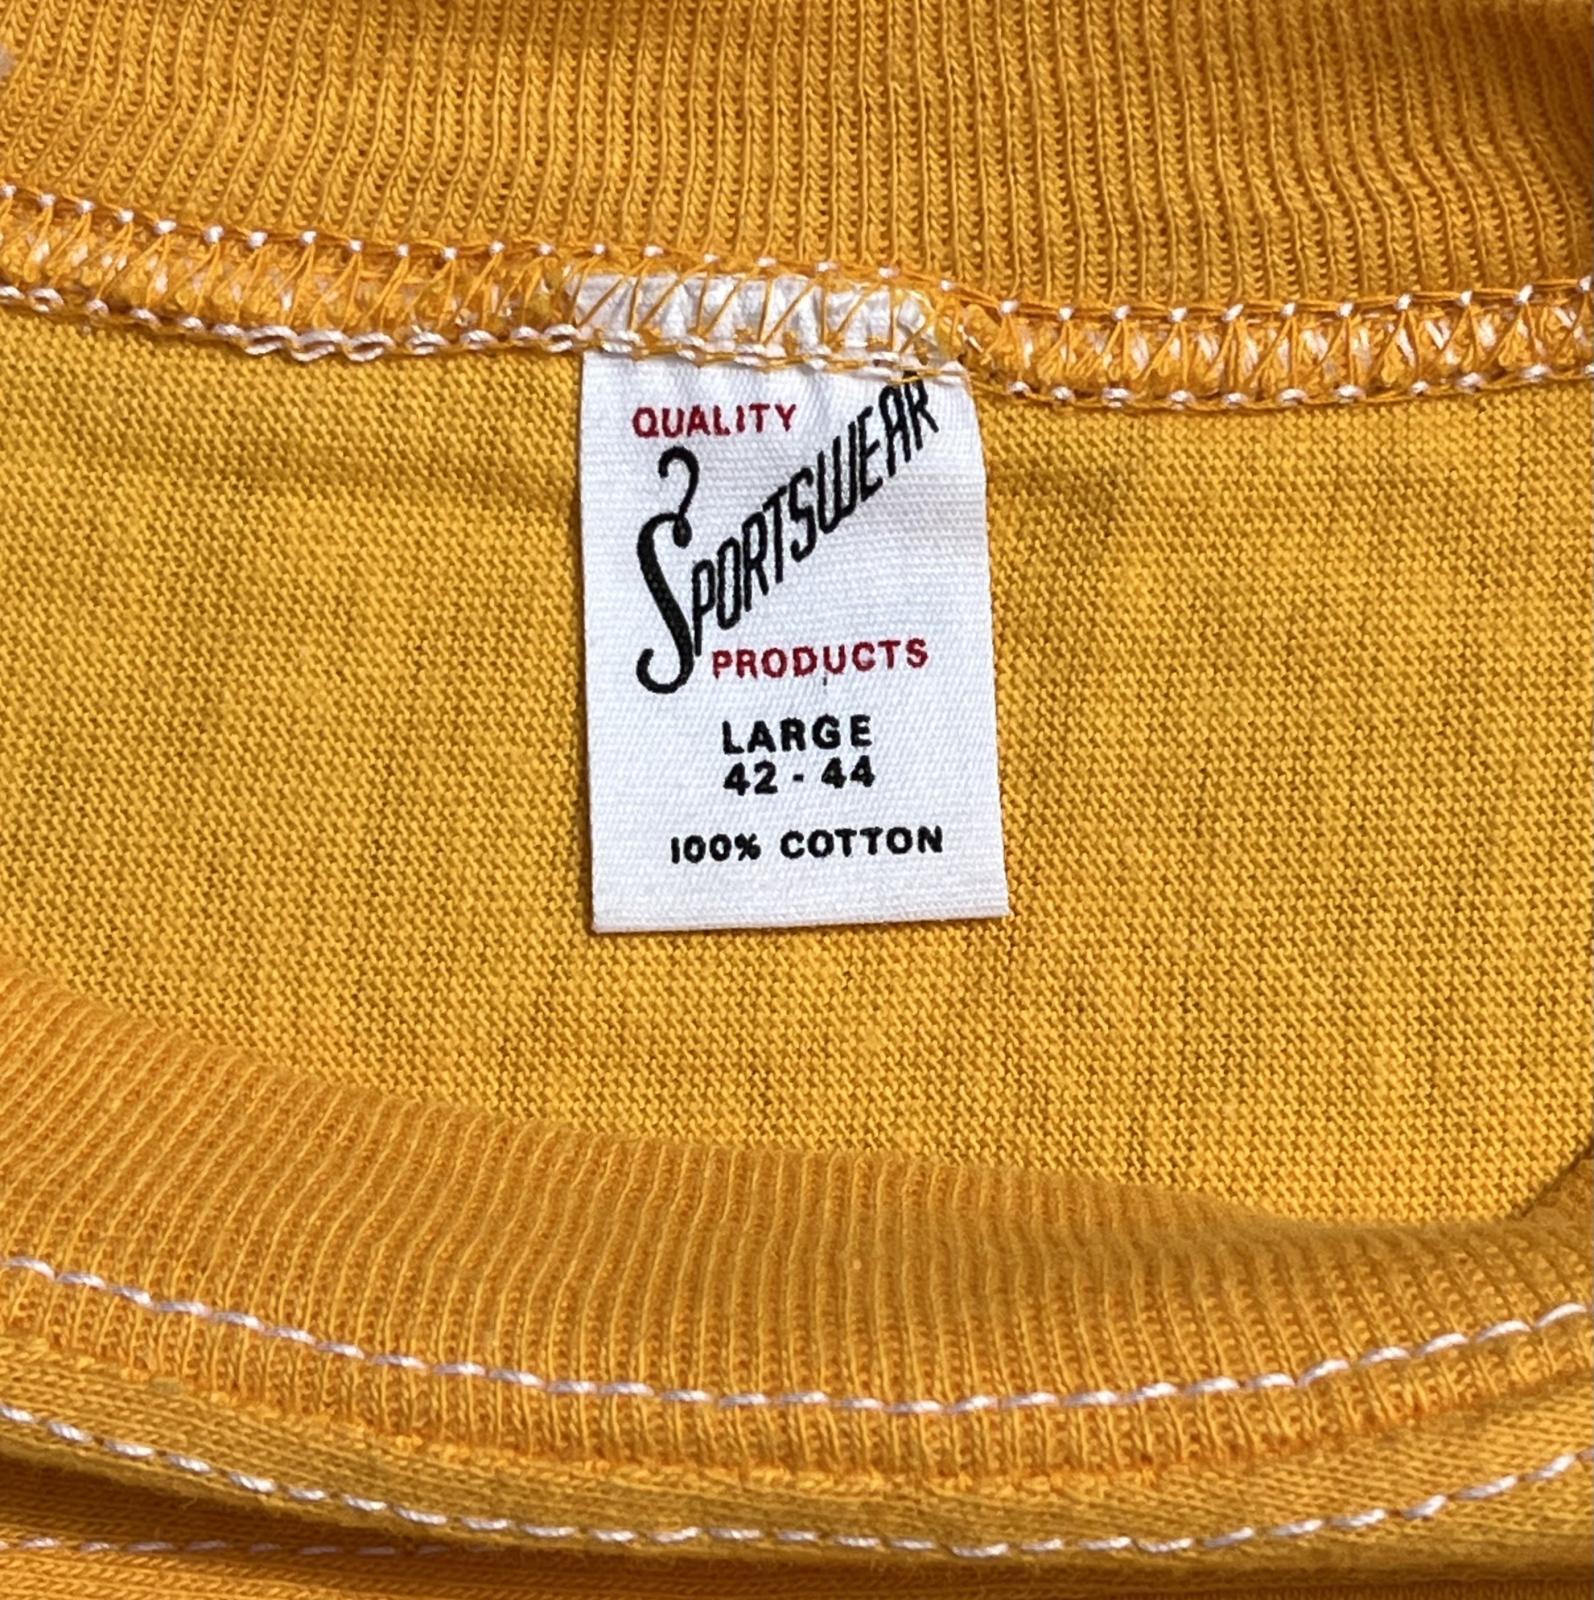 QUALITY
SPORTSWEAR
PRODUCTS
LARGE
42 - 44
100% COTTON